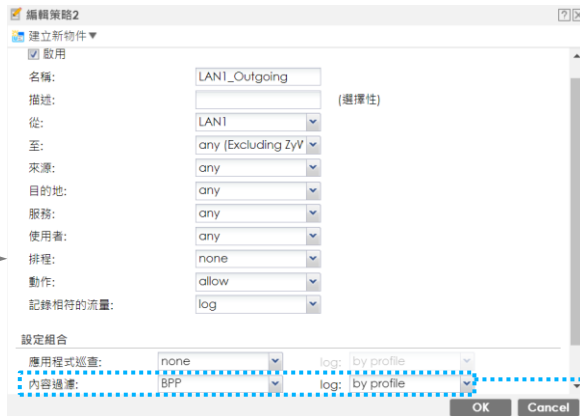 編輯策略2
建立新物件▼
啟用
名稱: LAN1_Outgoing
描述: (選擇性)
從: LAN1
至: any (Excluding ZyW
來源: any
目的地: any
服務: any
使用者: any
排程: none
動作: allow
記錄相符的流量: log
設定組合
應用程式巡查: none log: by profile
內容過濾: BPP log: by profile
OK Cancel